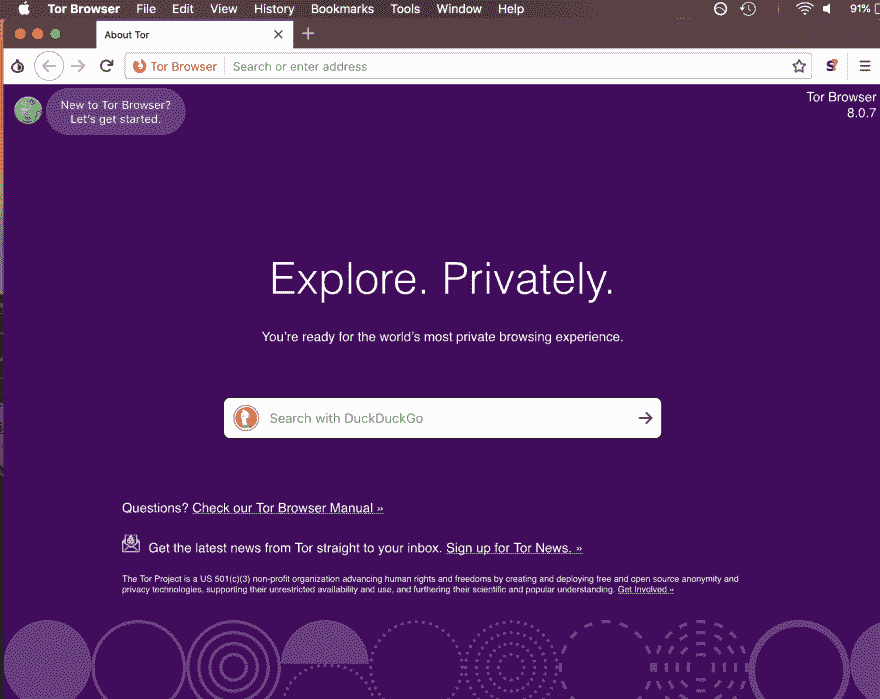 Tor Browser File Edit View History Bookmarks Tools Window Help 91%
About Tor
Tor Browser Search or enter address
New to Tor Browser?
Let's get started.
Tor Browser
8.0.7
Explore. Privately.
You're ready for the world's most private browsing experience.
Search with DuckDuckGo
Questions? Check our Tor Browser Manual »
Get the latest news from Tor straight to your inbox. Sign up for Tor News. »
The Tor Project is a US 501(c)(3) non-profit organization advancing human rights and freedoms by creating and deploying free and open source anonymity and
privacy technologies, supporting their unrestricted availability and use, and furthering their scientific and popular understanding. Get Involved »